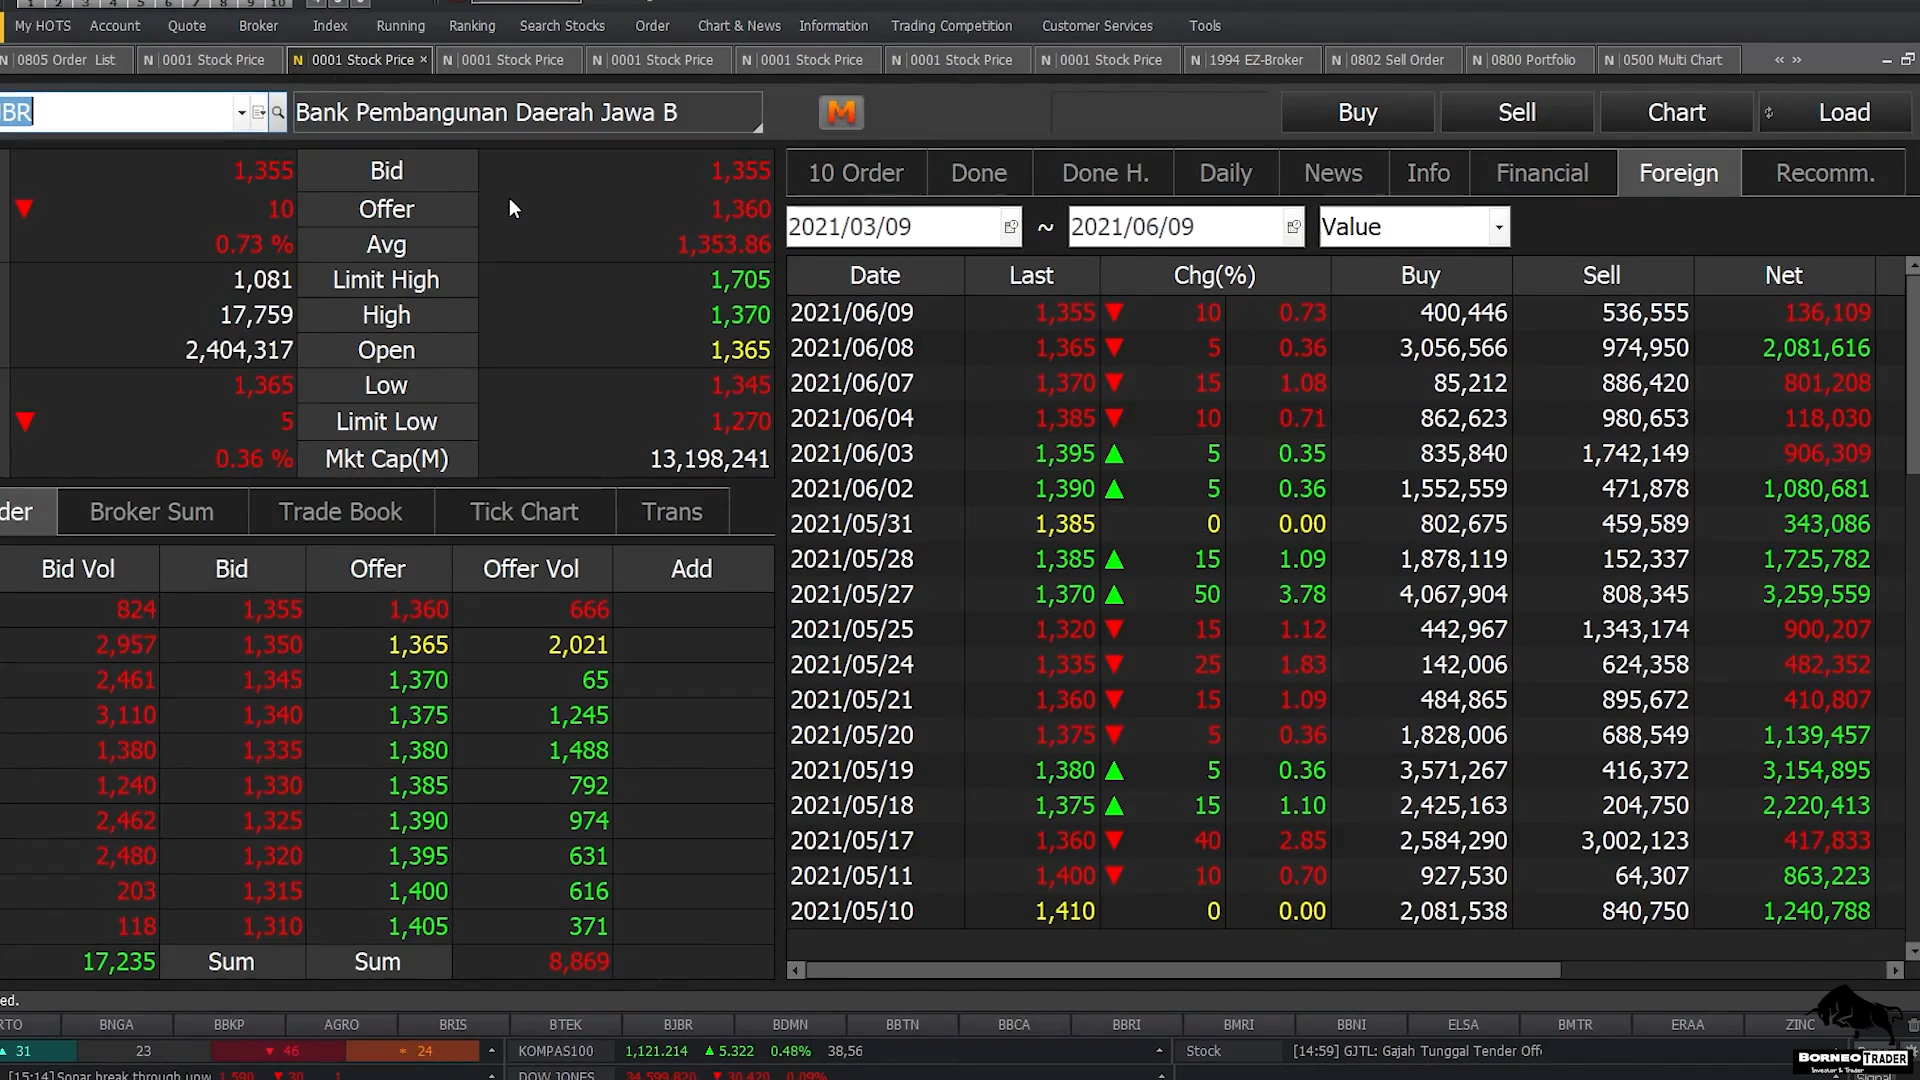 My HOTS Account Quote Broker Index Running Ranking Search Stocks Order Chart & News Information Trading Competition Customer Services Tools
N 0805 Order List N 0001 Stock Price N 0001 Stock Price × N 0001 Stock Price N 0001 Stock Price N 0001 Stock Price N 0001 Stock Price N 0001 Stock Price N 1994 EZ-Broker N 0802 Sell Order N 0800 Portfolio N 0500 Multi Chart
JBR Bank Pembangunan Daerah Jawa B M Buy Sell Chart Load
1,355 Bid 1,355
▼ 10 Offer 1,360
0.73 % Avg 1,353.86
1,081 Limit High 1,705
17,759 High 1,370
2,404,317 Open 1,365
1,365 Low 1,345
▼ 5 Limit Low 1,270
0.36 % Mkt Cap(M) 13,198,241
der Broker Sum Trade Book Tick Chart Trans
Bid Vol Bid Offer Offer Vol Add
824 1,355 1,360 666
2,957 1,350 1,365 2,021
2,461 1,345 1,370 65
3,110 1,340 1,375 1,245
1,380 1,335 1,380 1,488
1,240 1,330 1,385 792
2,462 1,325 1,390 974
2,480 1,320 1,395 631
203 1,315 1,400 616
118 1,310 1,405 371
17,235 Sum Sum 8,869
10 Order Done Done H. Daily News Info Financial Foreign Recomm.
2021/03/09 ~ 2021/06/09 Value
Date Last Chg(%) Buy Sell Net
2021/06/09 1,355 ▼ 10 0.73 400,446 536,555 136,109
2021/06/08 1,365 ▼ 5 0.36 3,056,566 974,950 2,081,616
2021/06/07 1,370 ▼ 15 1.08 85,212 886,420 801,208
2021/06/04 1,385 ▼ 10 0.71 862,623 980,653 118,030
2021/06/03 1,395 ▲ 5 0.35 835,840 1,742,149 906,309
2021/06/02 1,390 ▲ 5 0.36 1,552,559 471,878 1,080,681
2021/05/31 1,385 0 0.00 802,675 459,589 343,086
2021/05/28 1,385 ▲ 15 1.09 1,878,119 152,337 1,725,782
2021/05/27 1,370 ▲ 50 3.78 4,067,904 808,345 3,259,559
2021/05/25 1,320 ▼ 15 1.12 442,967 1,343,174 900,207
2021/05/24 1,335 ▼ 25 1.83 142,006 624,358 482,352
2021/05/21 1,360 ▼ 15 1.09 484,865 895,672 410,807
2021/05/20 1,375 ▼ 5 0.36 1,828,006 688,549 1,139,457
2021/05/19 1,380 ▲ 5 0.36 3,571,267 416,372 3,154,895
2021/05/18 1,375 ▲ 15 1.10 2,425,163 204,750 2,220,413
2021/05/17 1,360 ▼ 40 2.85 2,584,290 3,002,123 417,833
2021/05/11 1,400 ▼ 10 0.70 927,530 64,307 863,223
2021/05/10 1,410 0 0.00 2,081,538 840,750 1,240,788
ed.
RTO BNGA BBKP AGRO BRIS BTEK BJBR BDMN BBTN BBCA BBRI BMRI BBNI ELSA BMTR ERAA ZINC
▲ 31 23 ▼ 46 = 24 KOMPAS100 1,121.214 ▲ 5.322 0.48% 38,56 Stock [14:59] GJTL: Gajah Tunggal Tender Off
[15:14]Sonar break through upw 1,590 ▼ 30 1 DOW JONES 34,599.820 ▼ 30.420 0.09%
BORNEO TRADER
Investor & Trader